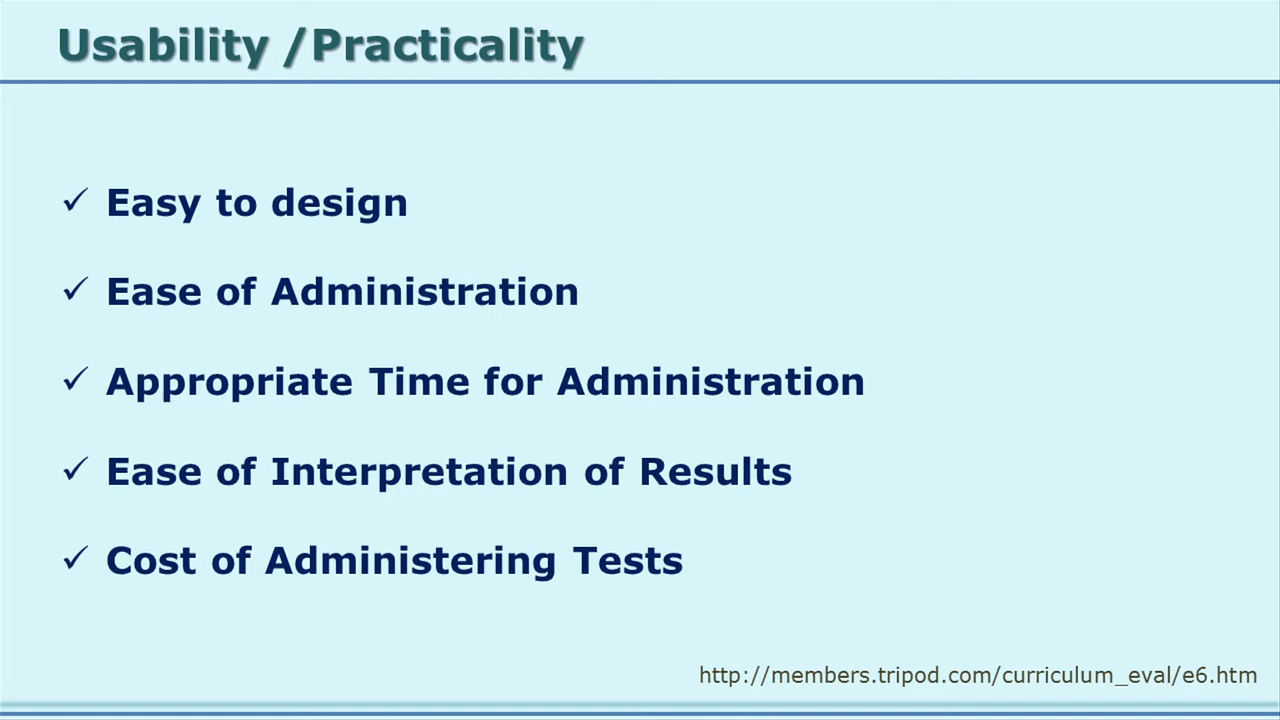 Usability /Practicality
✓ Easy to design
✓ Ease of Administration
✓ Appropriate Time for Administration
✓ Ease of Interpretation of Results
✓ Cost of Administering Tests
http://members.tripod.com/curriculum_eval/e6.htm